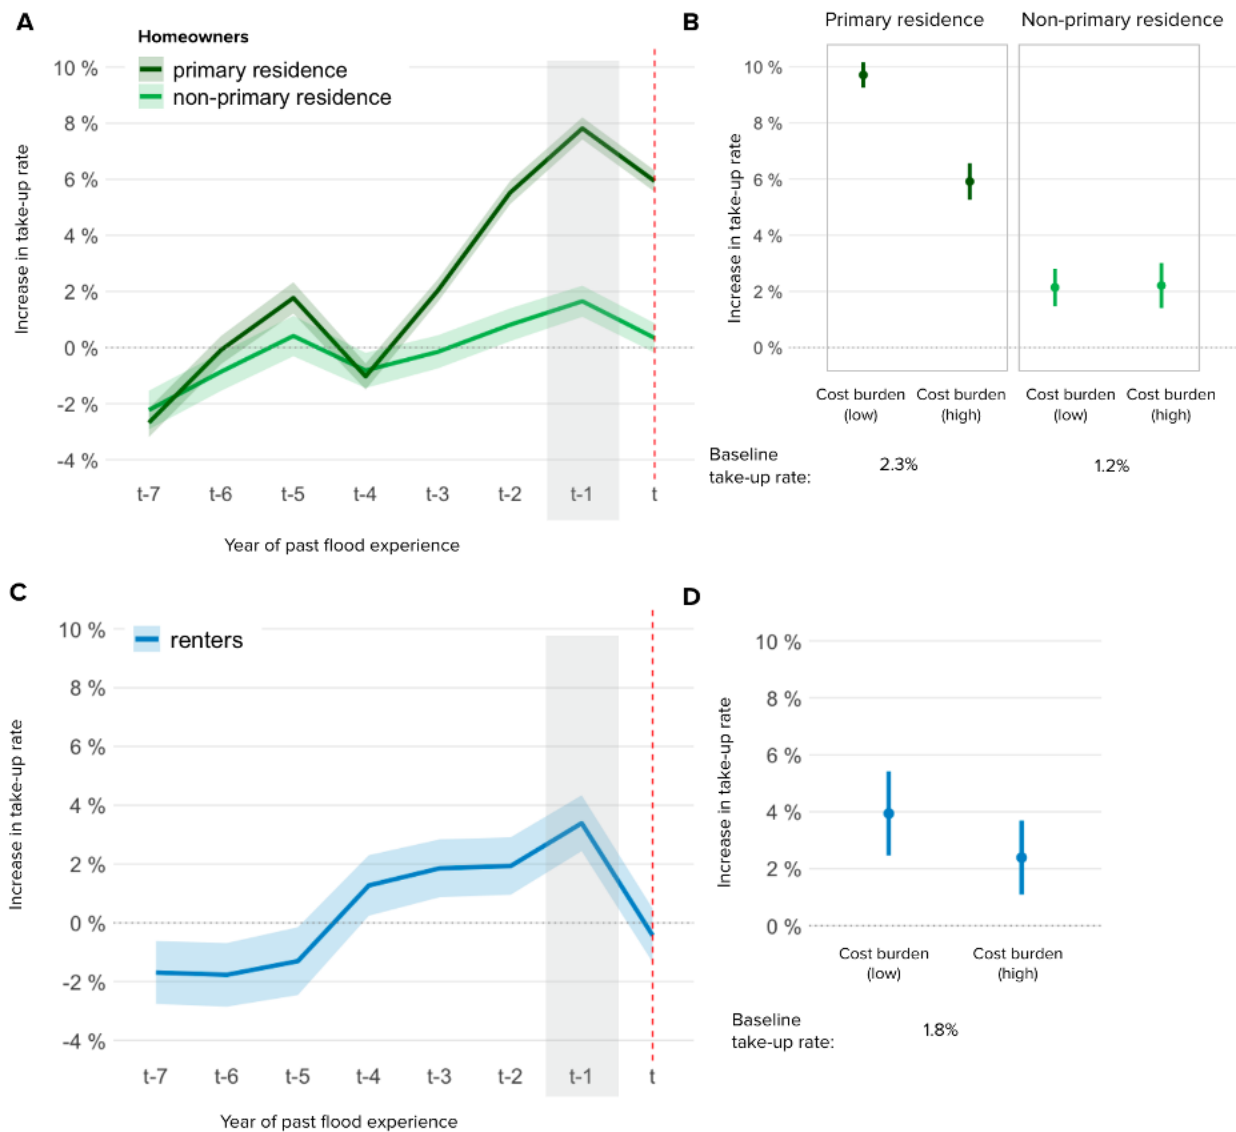 A
Homeowners
primary residence
non-primary residence
Increase in take-up rate
10 %
8 %
6 %
4 %
2 %
0 %
-2 %
-4 %
t-7 t-6 t-5 t-4 t-3 t-2 t-1 t
Year of past flood experience
B
Primary residence Non-primary residence
Increase in take-up rate
10 %
8 %
6 %
4 %
2 %
0 %
Cost burden Cost burden Cost burden Cost burden
(low) (high) (low) (high)
Baseline
take-up rate: 2.3% 1.2%
C
renters
Increase in take-up rate
10 %
8 %
6 %
4 %
2 %
0 %
-2 %
-4 %
t-7 t-6 t-5 t-4 t-3 t-2 t-1 t
Year of past flood experience
D
Increase in take-up rate
10 %
8 %
6 %
4 %
2 %
0 %
Cost burden Cost burden
(low) (high)
Baseline
take-up rate: 1.8%